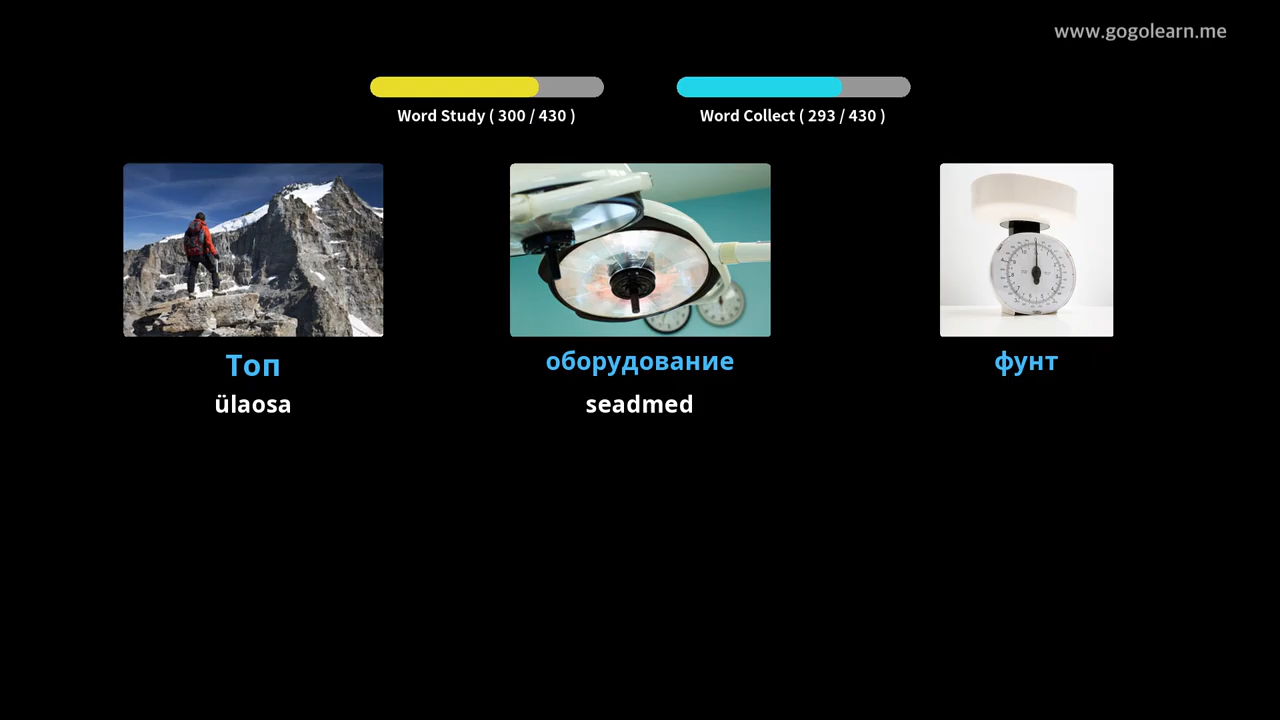 www.gogolearn.me
Word Study ( 300 / 430 )
Word Collect ( 293 / 430 )
Топ
оборудование
фунт
ülaosa
seadmed